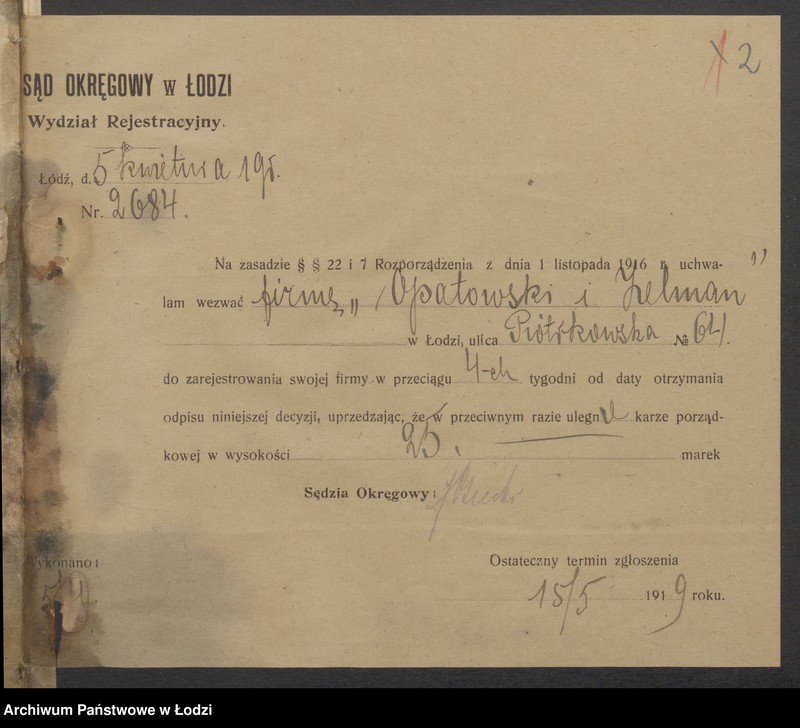 2
SĄD OKRĘGOWY w ŁODZI
Wydział Rejestracyjny.
Łódź, d. 5 kwietnia 19 r.
Nr. 2684.
Na zasadzie § § 22 i 7 Rozporządzenia z dnia 1 listopada 1916 r. uchwa-
lam wezwać firmę „Opatowski i Zelman”
w Łodzi, ulica Piotrkowska № 64.
do zarejestrowania swojej firmy w przeciągu 4-ch tygodni od daty otrzymania
odpisu niniejszej decyzji, uprzedzając, że w przeciwnym razie ulegnie karze porząd-
kowej w wysokości 25. marek
Sędzia Okręgowy:
Wykonano:
Ostateczny termin zgłoszenia
15/5 1919 roku.
Archiwum Państwowe w Łodzi